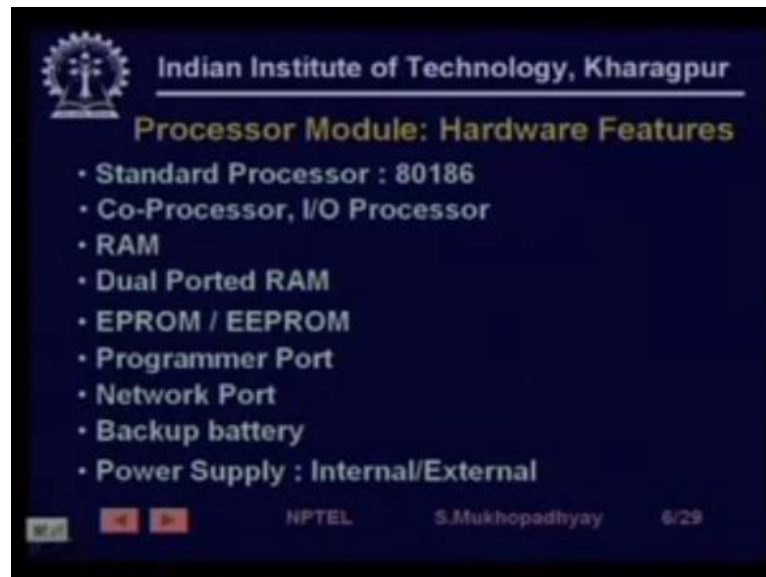 Indian Institute of Technology, Kharagpur
Processor Module: Hardware Features
• Standard Processor : 80186
• Co-Processor, I/O Processor
• RAM
• Dual Ported RAM
• EPROM / EEPROM
• Programmer Port
• Network Port
• Backup battery
• Power Supply : Internal/External
NPTEL S.Mukhopadhyay 6/29